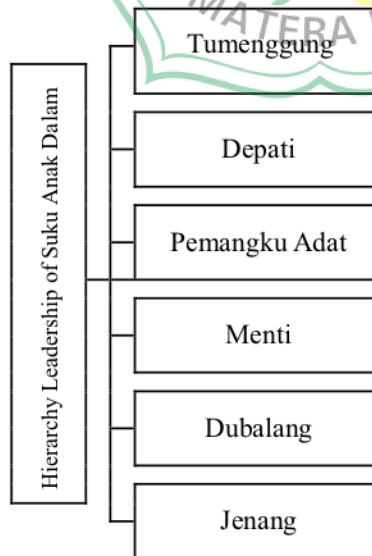 MATERA
Tumenggung
Depati
Hierarchy Leadership of Suku Anak Dalam
Pemangku Adat
Menti
Dubalang
Jenang